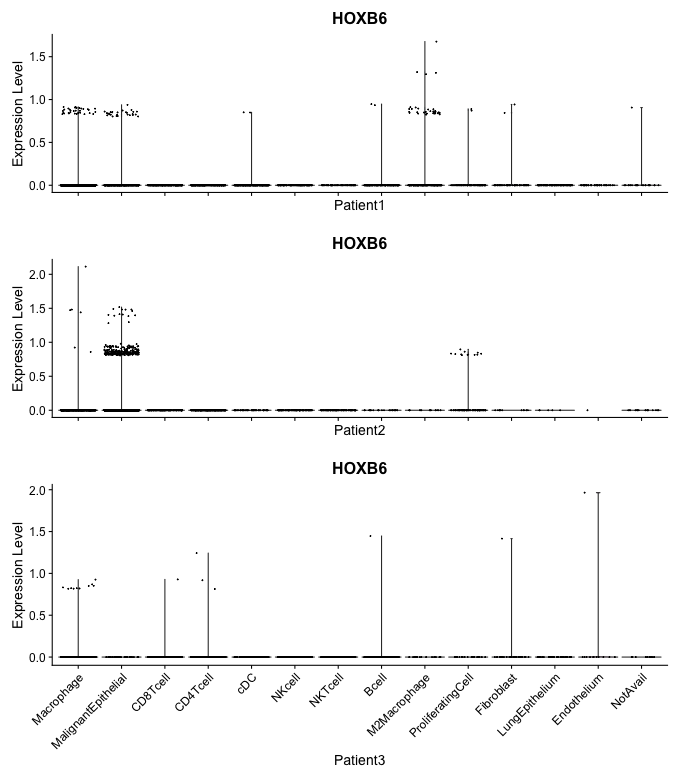 HOXB6
Expression Level
1.5
1.0
0.5
0.0
Patient1
HOXB6
Expression Level
2.0
1.5
1.0
0.5
0.0
Patient2
HOXB6
Expression Level
2.0
1.5
1.0
0.5
0.0
Macrophage
MalignantEpithelial
CD8Tcell
CD4Tcell
cDC
NKcell
NKTcell
Bcell
M2Macrophage
ProliferatingCell
Fibroblast
LungEpithelium
Endothelium
NotAvail
Patient3